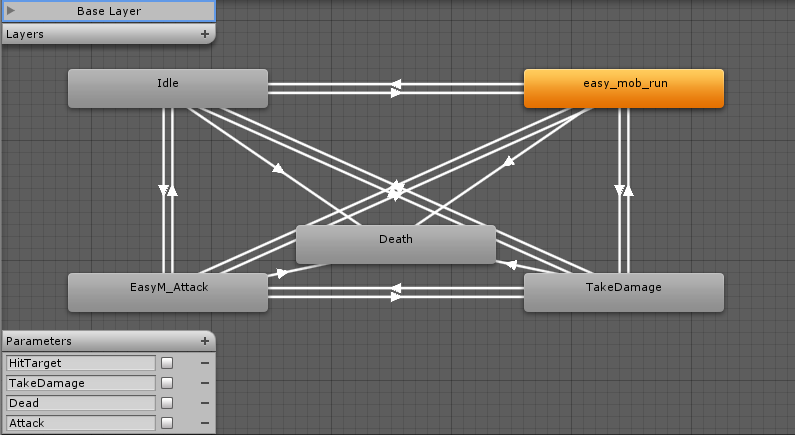 Base Layer
Layers
Idle
easy_mob_run
Death
EasyM_Attack
TakeDamage
Parameters
HitTarget
TakeDamage
Dead
Attack